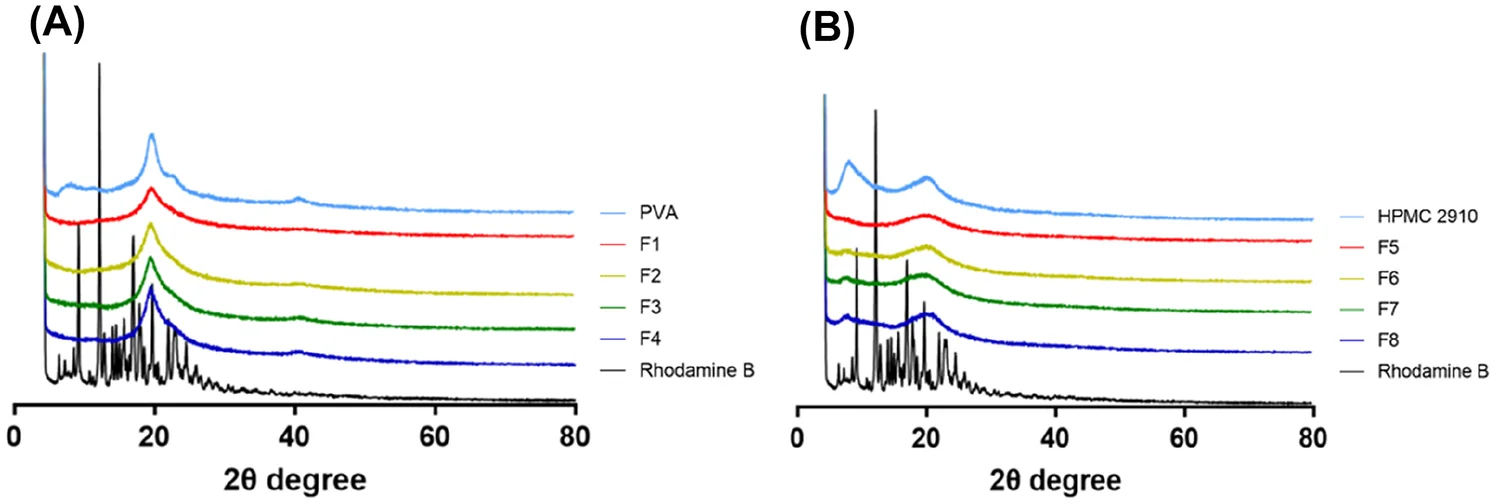 (A)
PVA
F1
F2
F3
F4
Rhodamine B
0 20 40 60 80
2θ degree
(B)
HPMC 2910
F5
F6
F7
F8
Rhodamine B
0 20 40 60 80
2θ degree